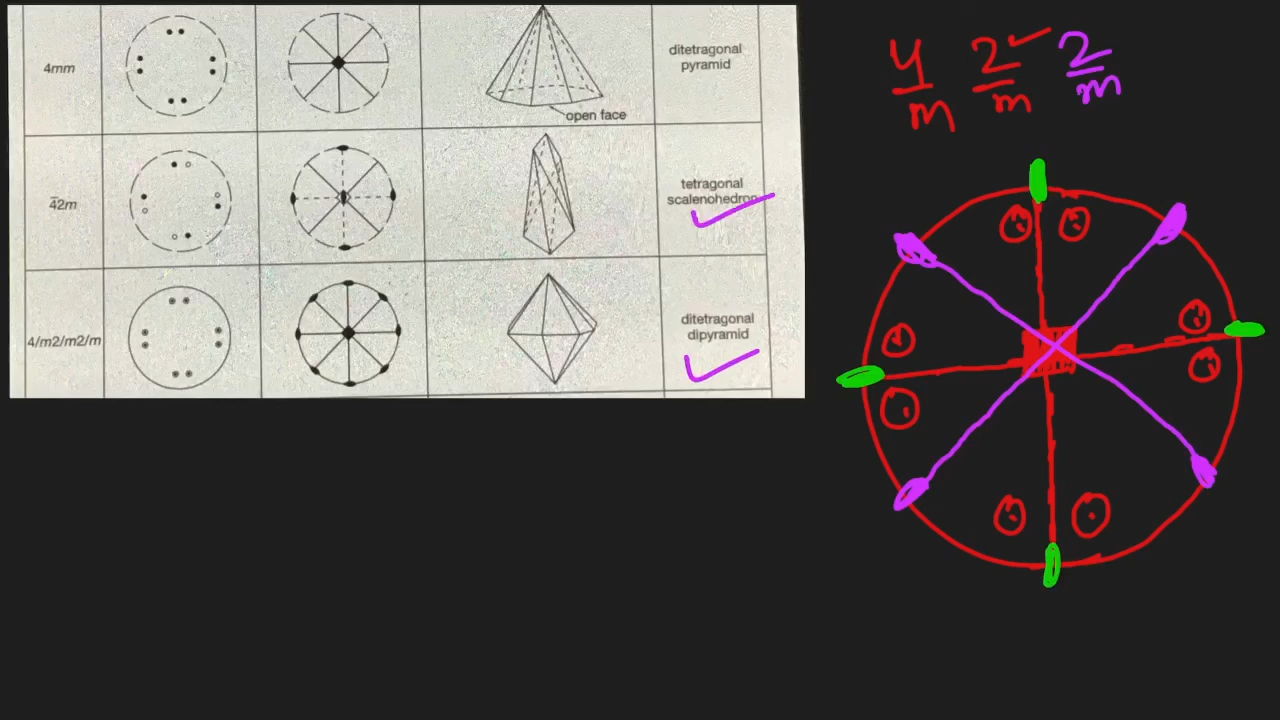 4mm
open face
ditetragonal
pyramid
4̅2m
tetragonal
scalenohedron
4/m2/m2/m
ditetragonal
dipyramid
4/m 2/m 2/m